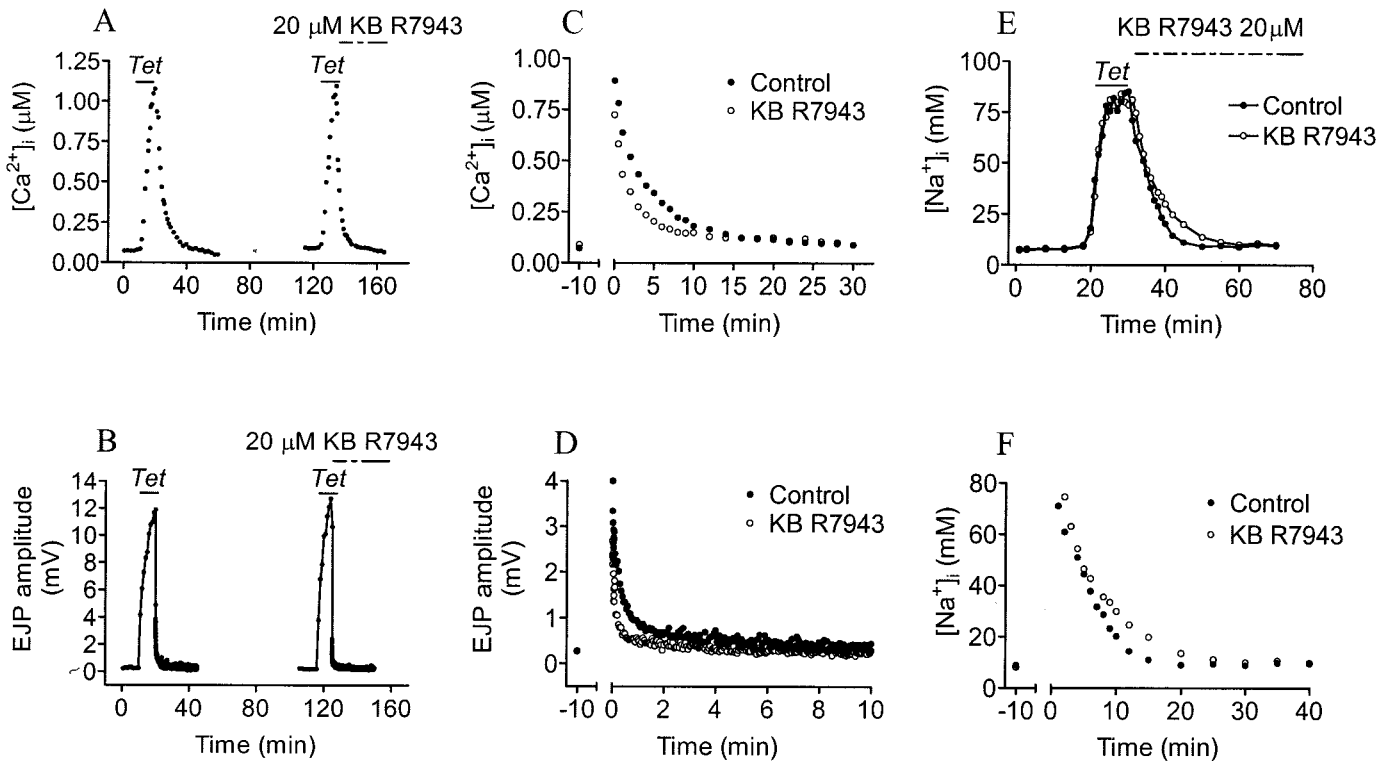 A
20 μM KB R7943
Tet
Tet
1.25
1.00
0.75
0.50
0.25
0.00
[Ca2+]i (μM)
0 40 80 120 160
Time (min)
C
1.00
0.75
0.50
0.25
0.00
[Ca2+]i (μM)
Control
KB R7943
-10 0 5 10 15 20 25 30
Time (min)
E
KB R7943 20μM
Tet
100
75
50
25
0
[Na+]i (mM)
Control
KB R7943
0 20 40 60 80
Time (min)
B
20 μM KB R7943
Tet
Tet
14
12
10
8
6
4
2
~0
EJP amplitude
(mV)
0 40 80 120 160
Time (min)
D
4
3
2
1
0
EJP amplitude
(mV)
Control
KB R7943
-10 0 2 4 6 8 10
Time (min)
F
80
60
40
20
0
[Na+]i (mM)
Control
KB R7943
-10 0 5 10 15 20 25 30 35 40
Time (min)